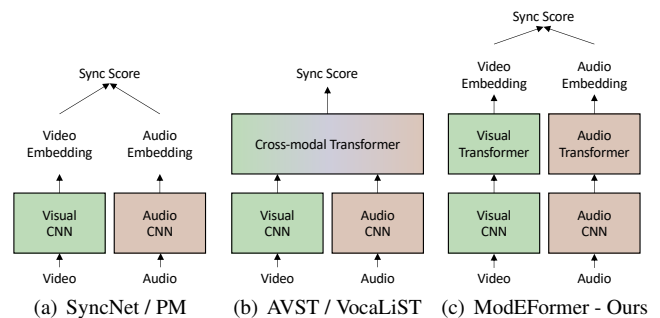 Sync Score
Video
Embedding
Audio
Embedding
Visual
CNN
Audio
CNN
Video
Audio
(a) SyncNet / PM
Sync Score
Cross-modal Transformer
Visual
CNN
Audio
CNN
Video
Audio
(b) AVST / VocaLiST
Sync Score
Video
Embedding
Audio
Embedding
Visual
Transformer
Audio
Transformer
Visual
CNN
Audio
CNN
Video
Audio
(c) ModEFormer - Ours